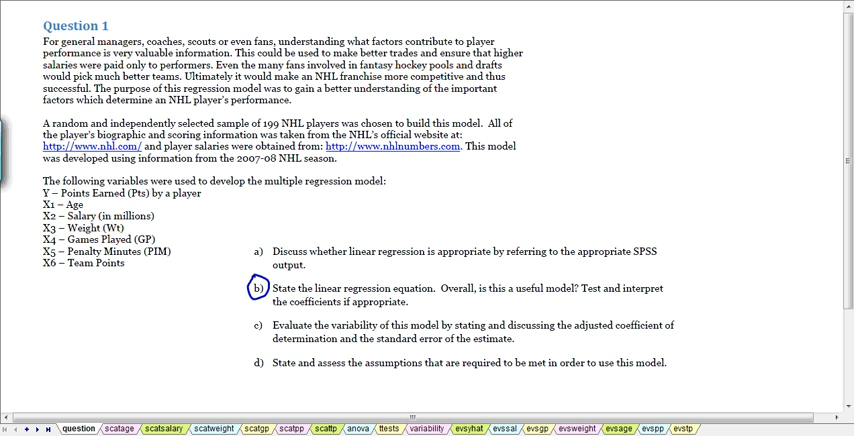 Question 1
For general managers, coaches, scouts or even fans, understanding what factors contribute to player
performance is very valuable information. This could be used to make better trades and ensure that higher
salaries were paid only to performers. Even the many fans involved in fantasy hockey pools and drafts
would pick much better teams. Ultimately it would make an NHL franchise more competitive and thus
successful. The purpose of this regression model was to gain a better understanding of the important
factors which determine an NHL player's performance.
A random and independently selected sample of 199 NHL players was chosen to build this model. All of
the player's biographic and scoring information was taken from the NHL's official website at:
http://www.nhl.com/ and player salaries were obtained from: http://www.nhlnumbers.com. This model
was developed using information from the 2007-08 NHL season.
The following variables were used to develop the multiple regression model:
Y – Points Earned (Pts) by a player
X1 – Age
X2 – Salary (in millions)
X3 – Weight (Wt)
X4 – Games Played (GP)
X5 – Penalty Minutes (PIM)
X6 – Team Points
a) Discuss whether linear regression is appropriate by referring to the appropriate SPSS
output.
b) State the linear regression equation. Overall, is this a useful model? Test and interpret
the coefficients if appropriate.
c) Evaluate the variability of this model by stating and discussing the adjusted coefficient of
determination and the standard error of the estimate.
d) State and assess the assumptions that are required to be met in order to use this model.
question scatage scatsalary scatweight scatgp scatpp scattp anova ttests variability evsyhat evssal evsgp evsweight evsage evspp evstp